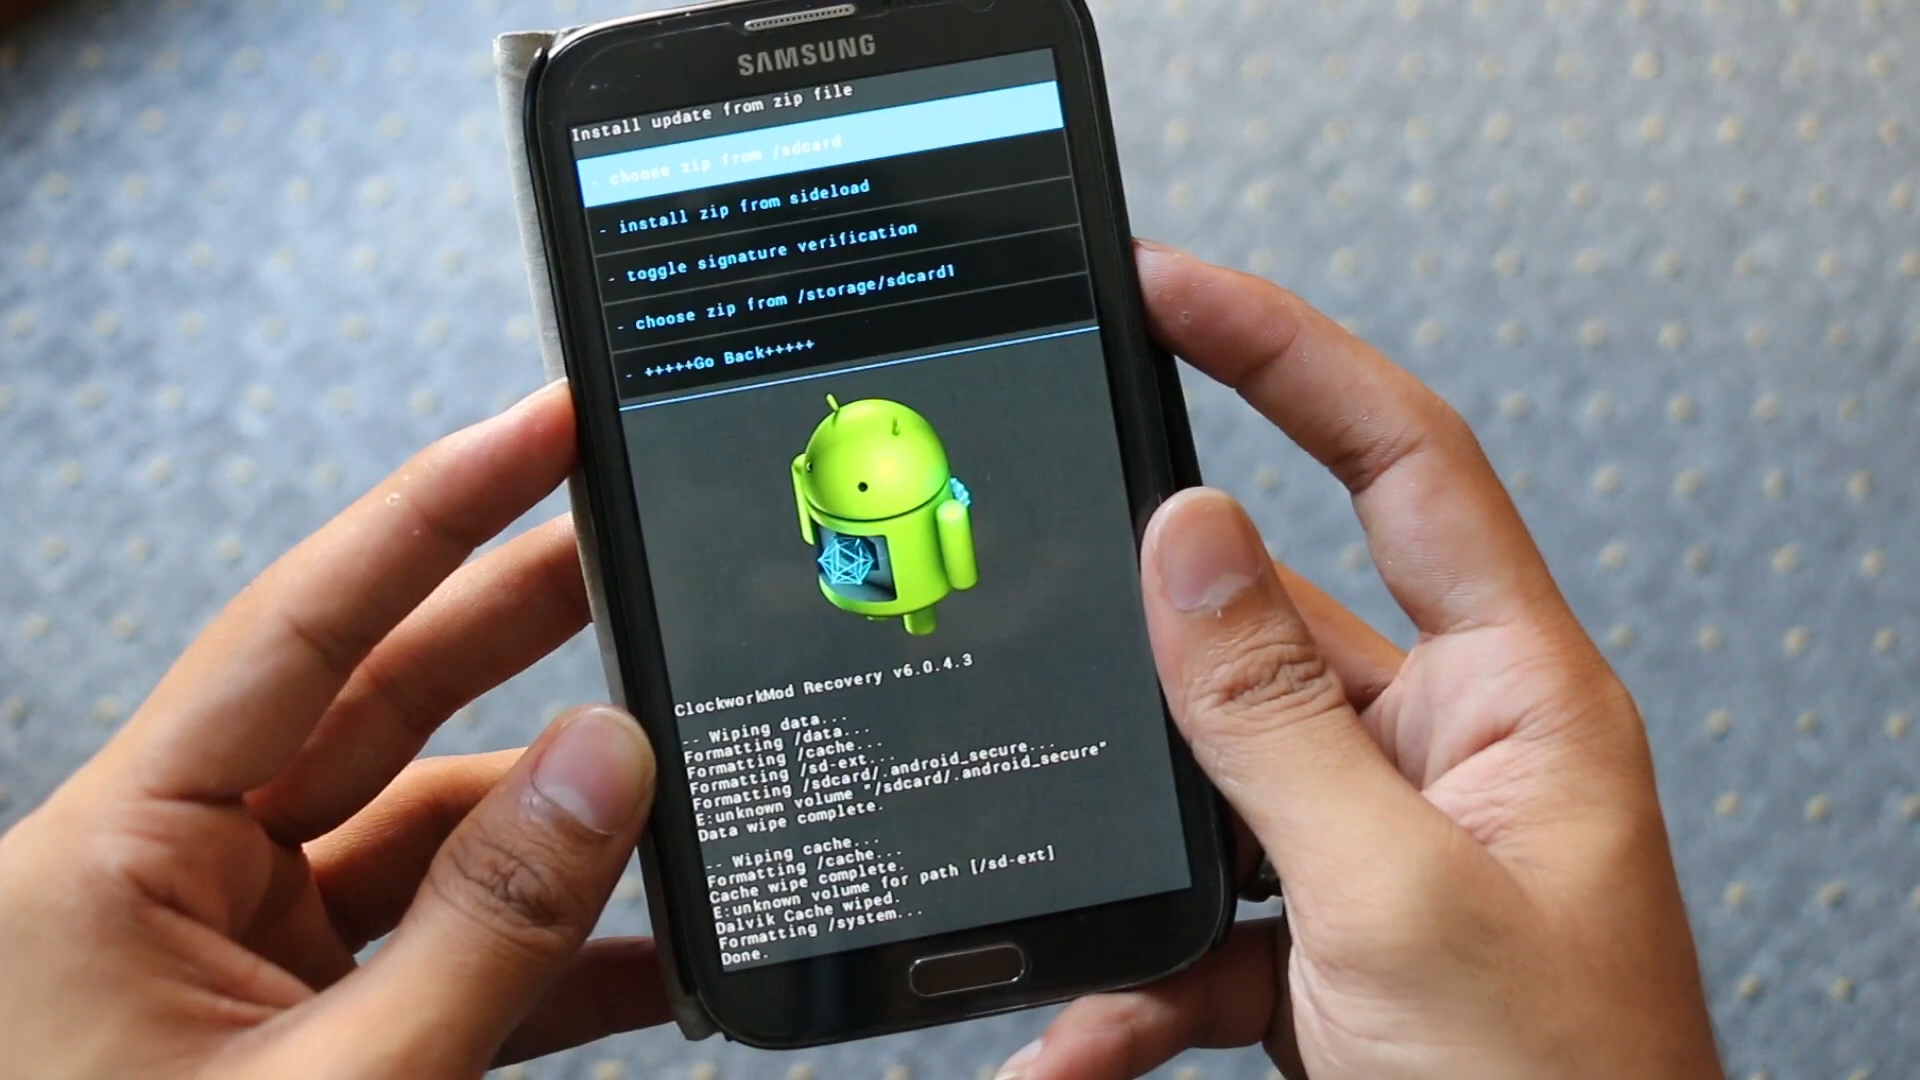 SAMSUNG
Install update from zip file
- choose zip from /sdcard
- install zip from sideload
- toggle signature verification
- choose zip from /storage/sdcard1
- +++++Go Back+++++
ClockworkMod Recovery v6.0.4.3
-- Wiping data...
Formatting /data...
Formatting /cache...
Formatting /sd-ext...
Formatting /sdcard/.android_secure...
E:unknown volume "/sdcard/.android_secure"
Data wipe complete.
-- Wiping cache...
Formatting /cache...
Cache wipe complete.
E:unknown volume for path [/sd-ext]
Dalvik Cache wiped.
Formatting /system...
Done.